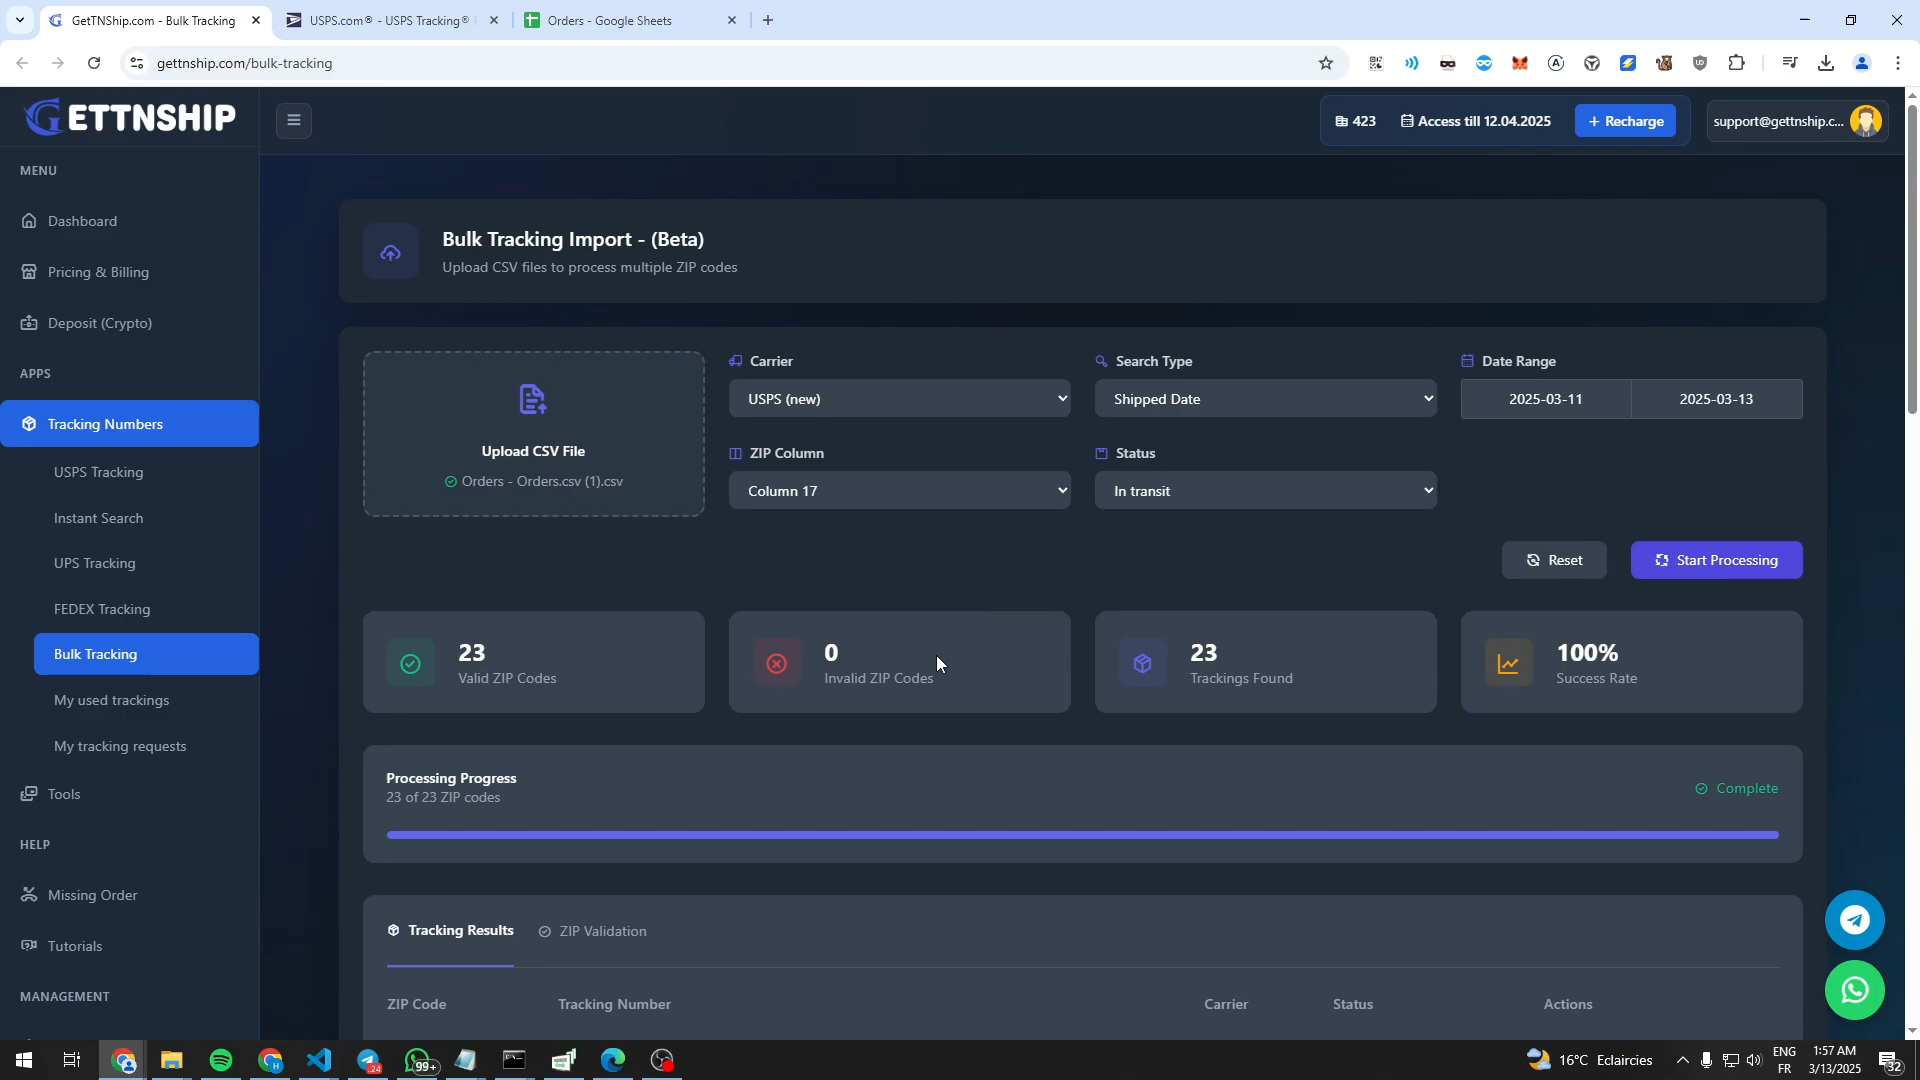 GetTNShip.com - Bulk Tracking
USPS.com® - USPS Tracking®
Orders - Google Sheets
gettnship.com/bulk-tracking
GETTNSHIP
423
Access till 12.04.2025
+ Recharge
support@gettnship.c...
MENU
Dashboard
Pricing & Billing
Deposit (Crypto)
APPS
Tracking Numbers
USPS Tracking
Instant Search
UPS Tracking
FEDEX Tracking
Bulk Tracking
My used trackings
My tracking requests
Tools
HELP
Missing Order
Tutorials
MANAGEMENT
Bulk Tracking Import - (Beta)
Upload CSV files to process multiple ZIP codes
Upload CSV File
Orders - Orders.csv (1).csv
Carrier
USPS (new)
Search Type
Shipped Date
Date Range
2025-03-11
2025-03-13
ZIP Column
Column 17
Status
In transit
Reset
Start Processing
23
Valid ZIP Codes
0
Invalid ZIP Codes
23
Trackings Found
100%
Success Rate
Processing Progress
23 of 23 ZIP codes
Complete
Tracking Results
ZIP Validation
ZIP Code
Tracking Number
Carrier
Status
Actions
24
99+
16°C Eclaircies
ENG
FR
1:57 AM
3/13/2025
32